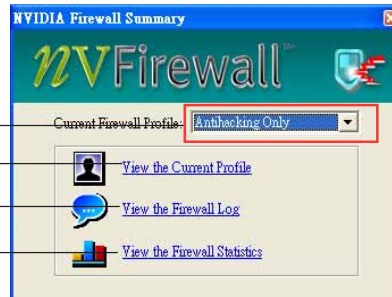 NVIDIA Firewall Summary
nVFirewall™
Current Firewall Profile: Antihacking Only
View the Current Profile
View the Firewall Log
View the Firewall Statistics